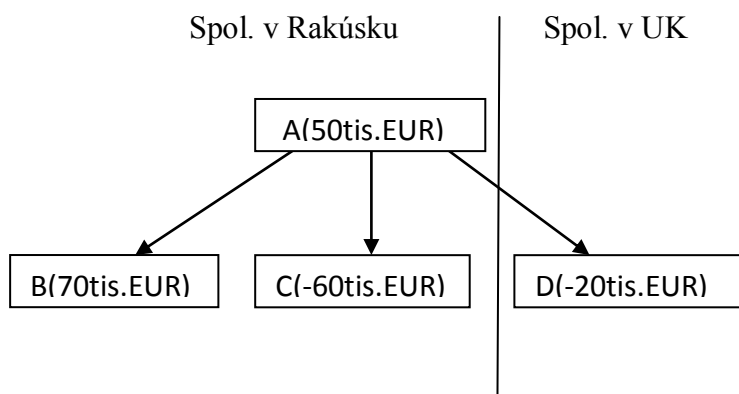 Spol. v Rakúsku
Spol. v UK
A(50tis.EUR)
B(70tis.EUR)
C(-60tis.EUR)
D(-20tis.EUR)